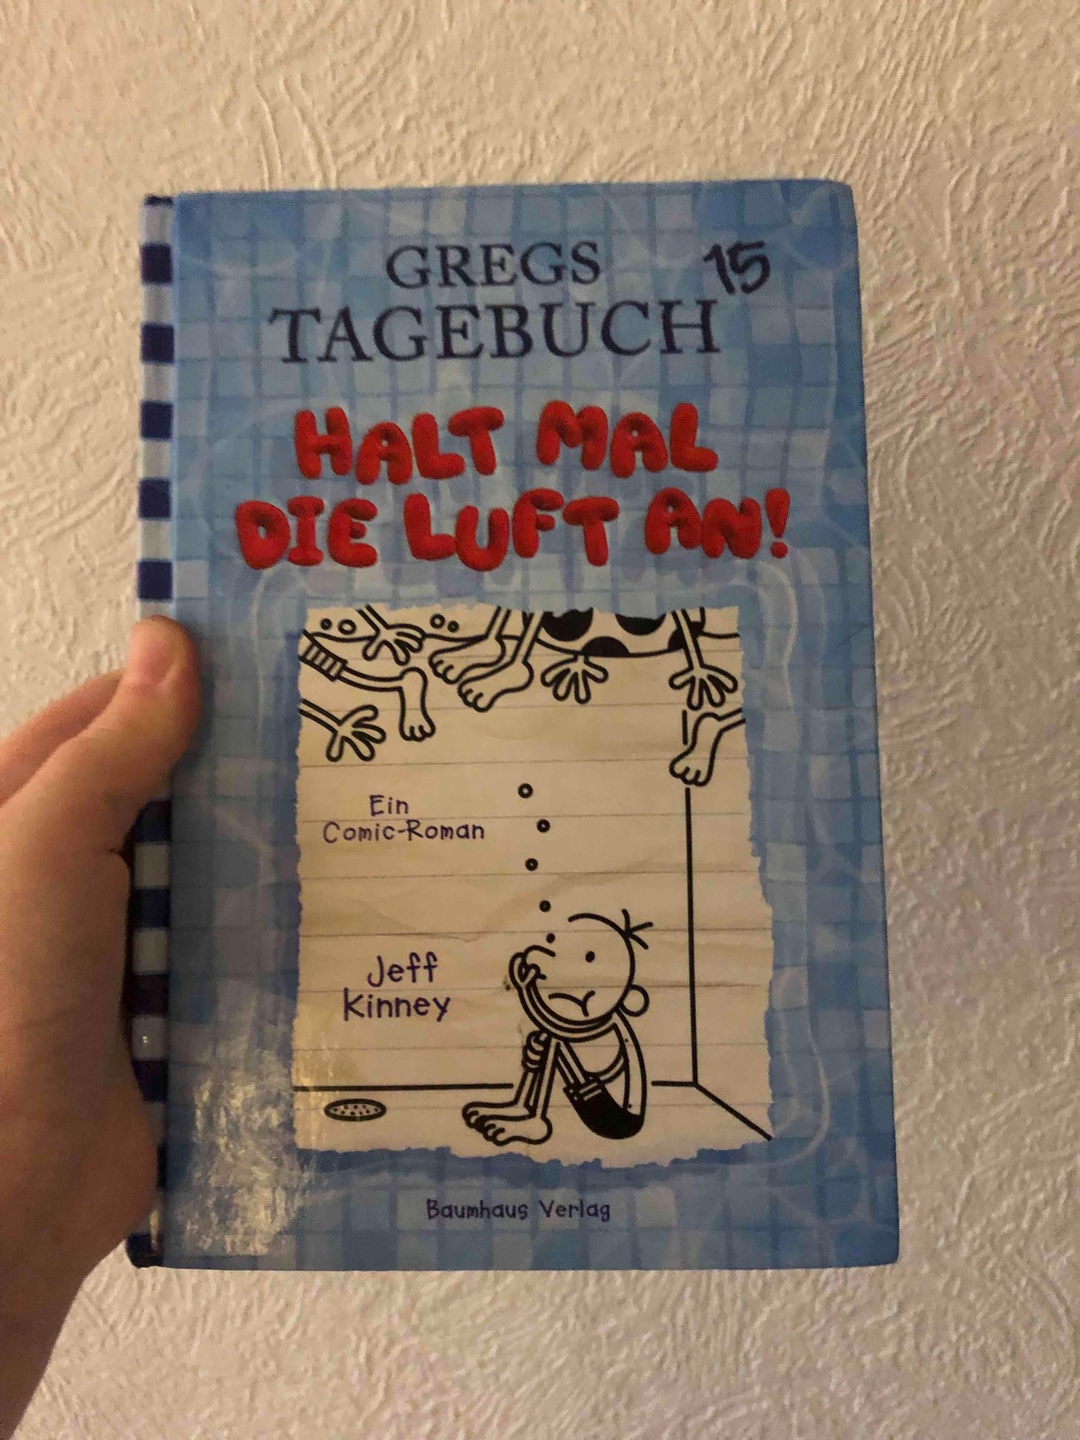 GREGS
TAGEBUCH 15
HALT MAL
DIE LUFT AN!
Ein
Comic-Roman
Jeff
Kinney
Baumhaus Verlag